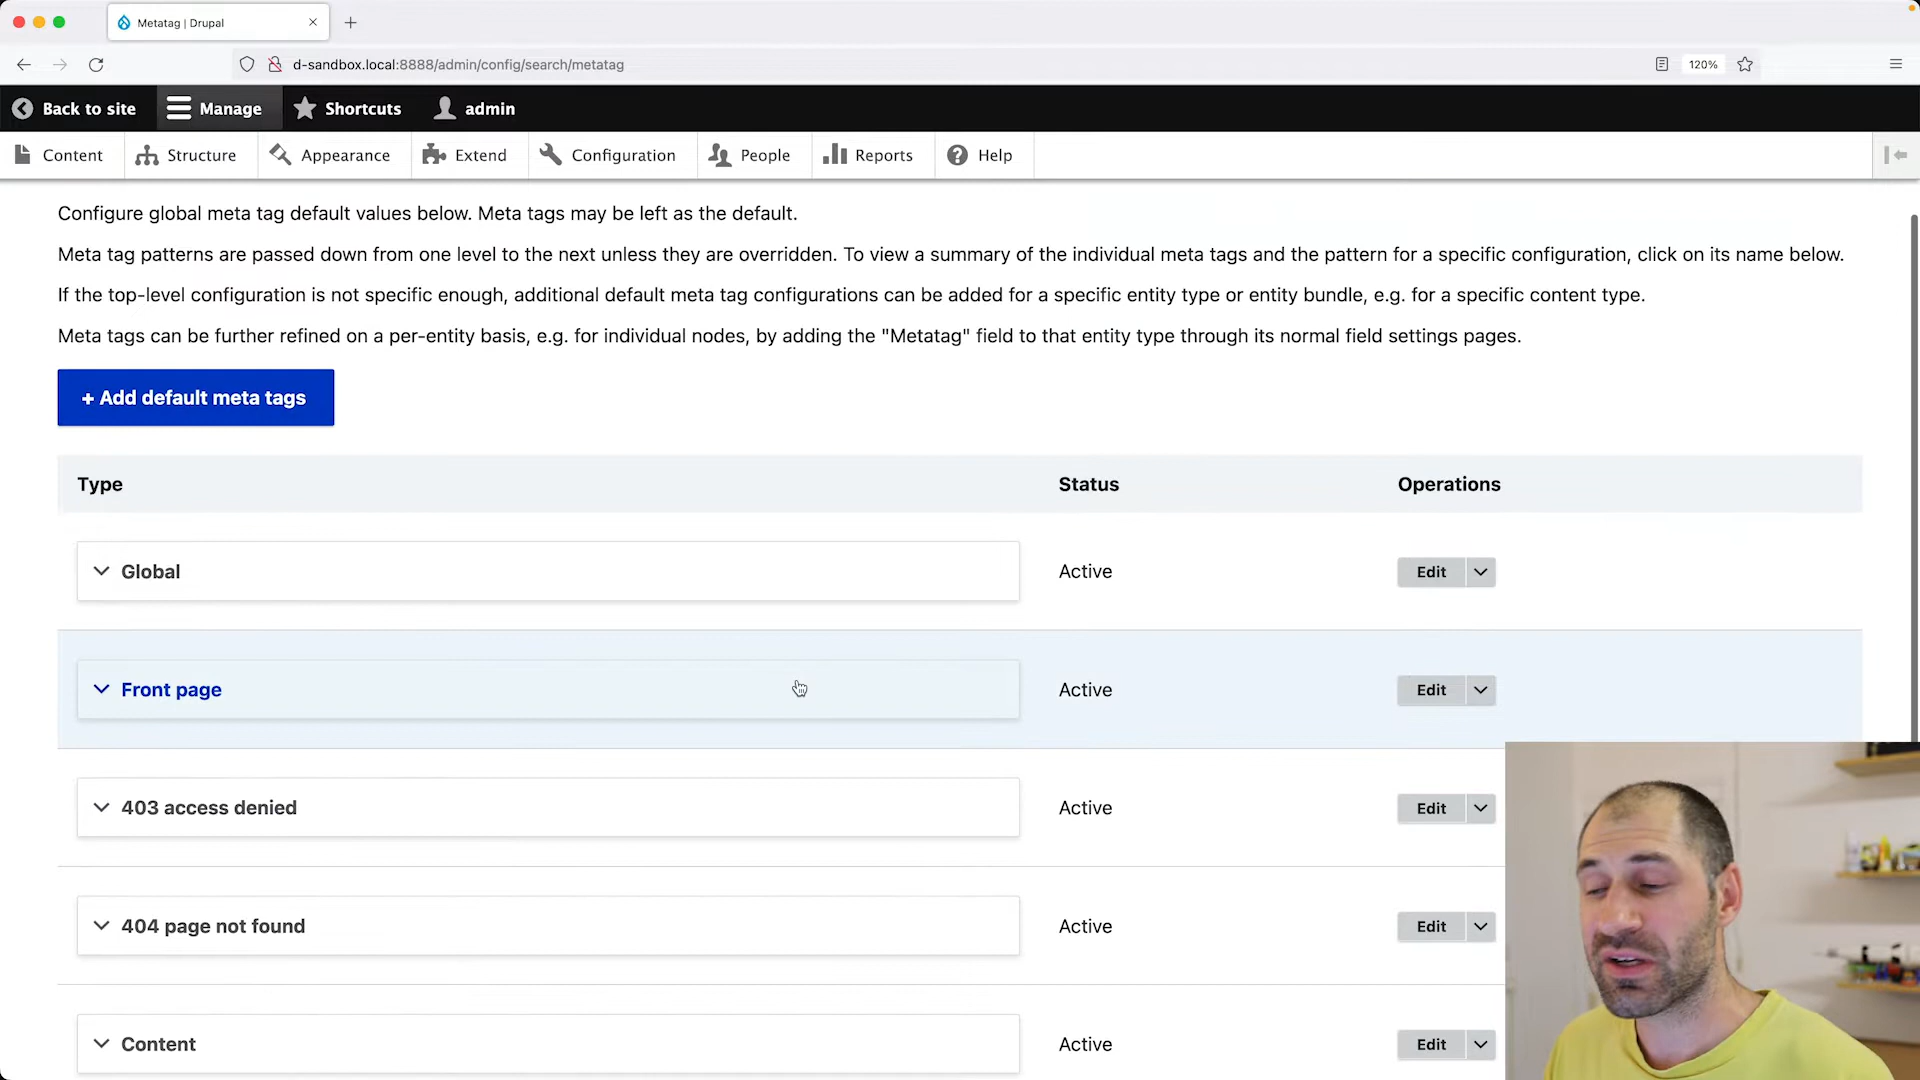 Metatag | Drupal
d-sandbox.local:8888/admin/config/search/metatag
120%
Back to site
Manage
Shortcuts
admin
Content
Structure
Appearance
Extend
Configuration
People
Reports
Help
Configure global meta tag default values below. Meta tags may be left as the default.
Meta tag patterns are passed down from one level to the next unless they are overridden. To view a summary of the individual meta tags and the pattern for a specific configuration, click on its name below.
If the top-level configuration is not specific enough, additional default meta tag configurations can be added for a specific entity type or entity bundle, e.g. for a specific content type.
Meta tags can be further refined on a per-entity basis, e.g. for individual nodes, by adding the "Metatag" field to that entity type through its normal field settings pages.
+ Add default meta tags
Type Status Operations
Global Active Edit
Front page Active Edit
403 access denied Active Edit
404 page not found Active Edit
Content Active Edit